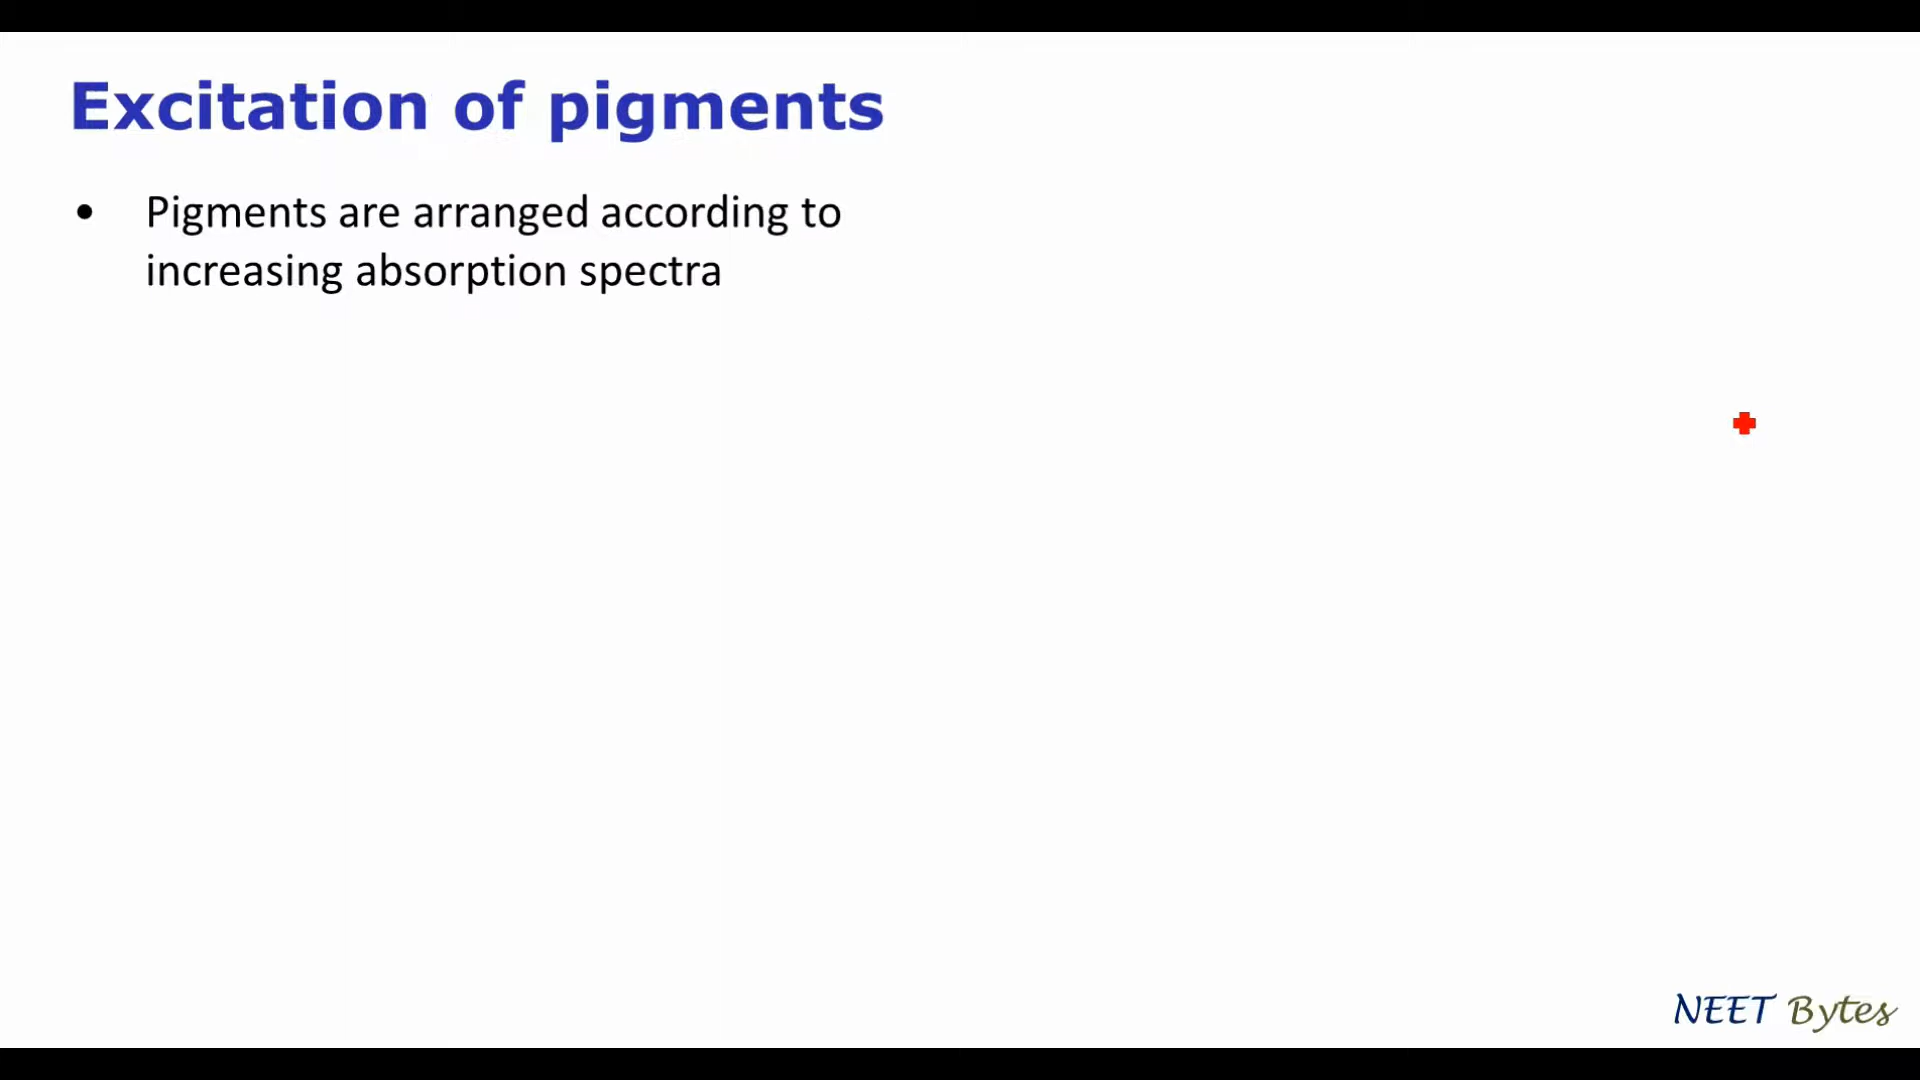 Excitation of pigments
• Pigments are arranged according to
increasing absorption spectra
NEET Bytes